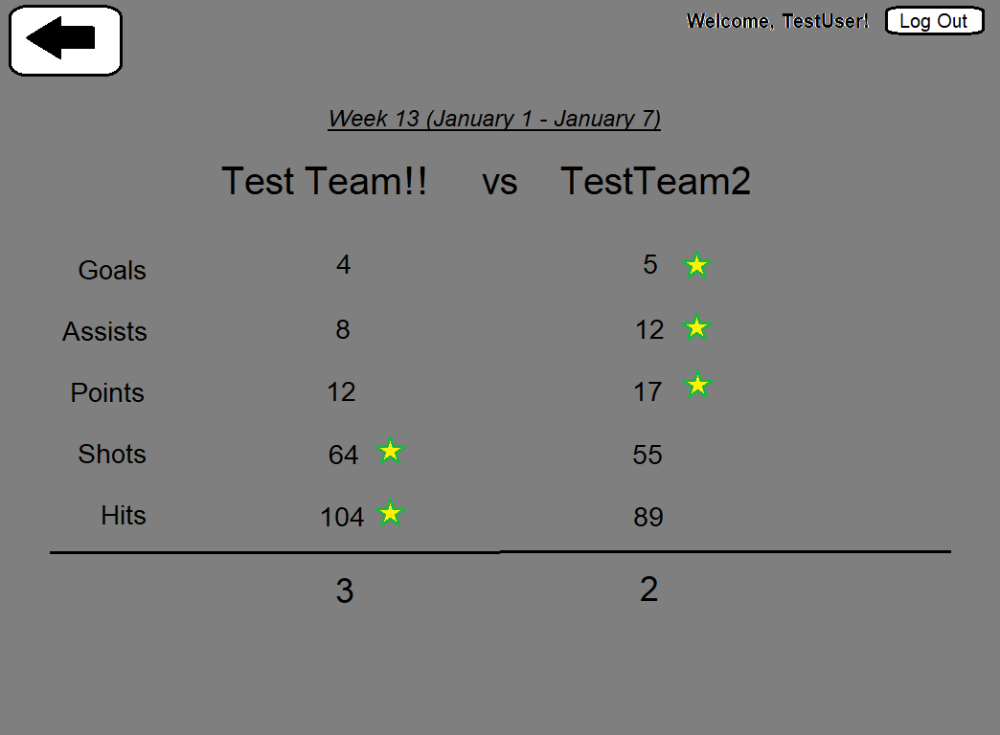 Welcome, TestUser! Log Out
Week 13 (January 1 - January 7)
Test Team!! vs TestTeam2
Goals 4 5
Assists 8 12
Points 12 17
Shots 64 55
Hits 104 89
3 2